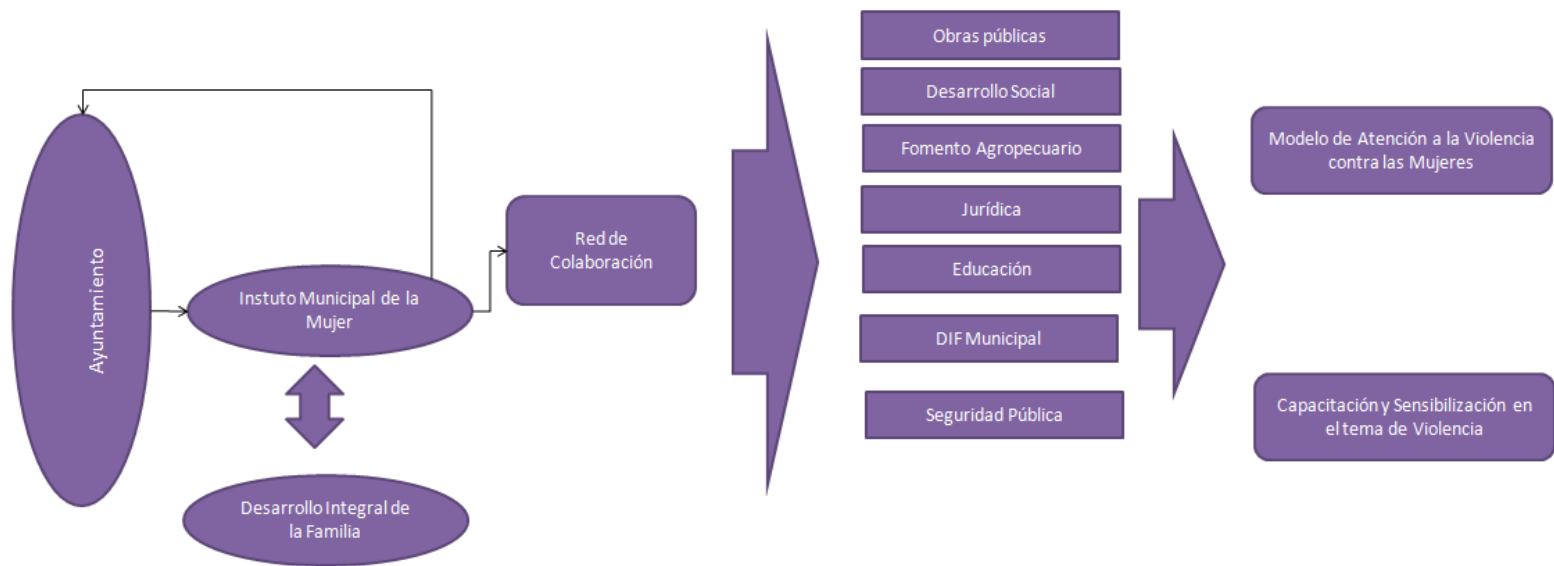 Ayuntamiento
Instuto Municipal de la
Mujer
Desarrollo Integral de
la Familia
Red de
Colaboración
Obras públicas
Desarrollo Social
Fomento Agropecuario
Jurídica
Educación
DIF Municipal
Seguridad Pública
Modelo de Atención a la Violencia
contra las Mujeres
Capacitación y Sensibilización en
el tema de Violencia